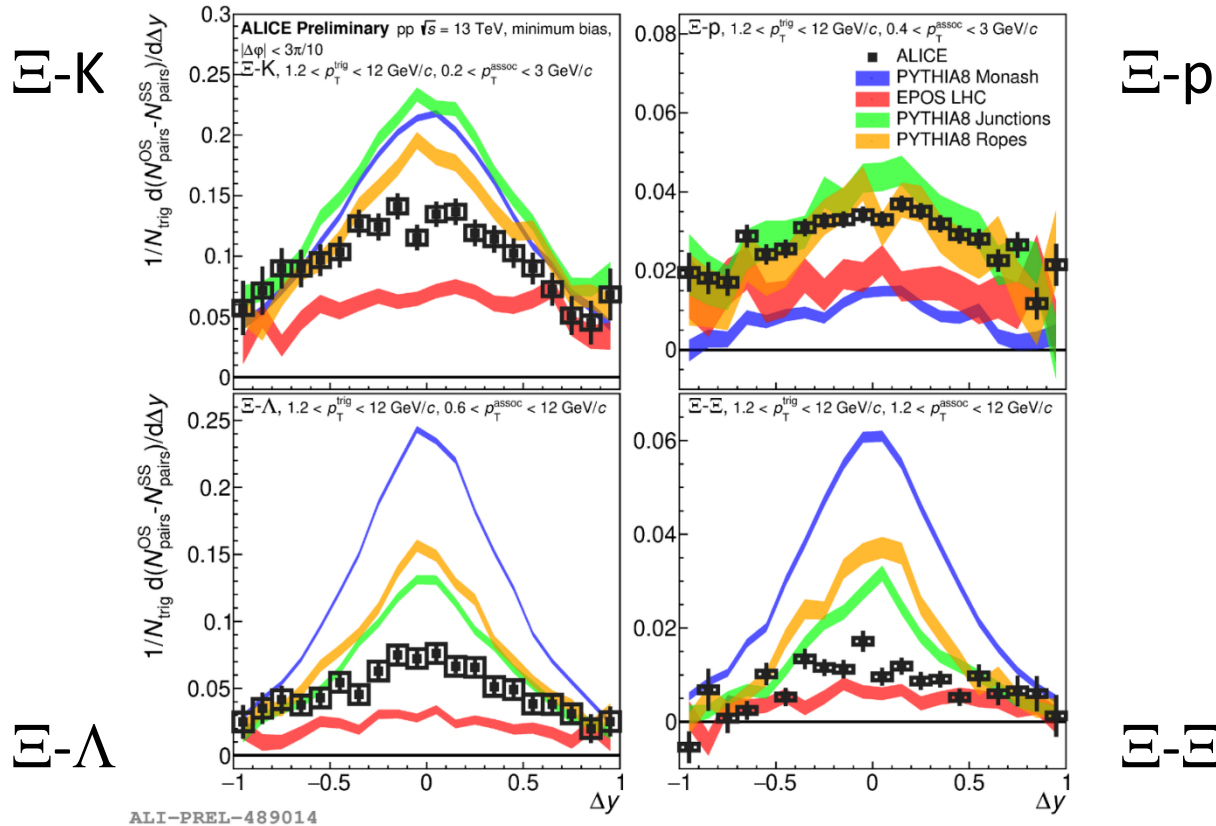 Ξ-K
Ξ-p
Ξ-Λ
Ξ-Ξ
ALICE Preliminary pp √s = 13 TeV, minimum bias,
|Δφ| < 3π/10
Ξ-K, 1.2 < p_T^trig < 12 GeV/c, 0.2 < p_T^assoc < 3 GeV/c
1/N_trig d(N_pairs^OS-N_pairs^SS)/dΔy
0.3
0.25
0.2
0.15
0.1
0.05
0
Ξ-p, 1.2 < p_T^trig < 12 GeV/c, 0.4 < p_T^assoc < 3 GeV/c
ALICE
PYTHIA8 Monash
EPOS LHC
PYTHIA8 Junctions
PYTHIA8 Ropes
0.08
0.06
0.04
0.02
0
Ξ-Λ, 1.2 < p_T^trig < 12 GeV/c, 0.6 < p_T^assoc < 12 GeV/c
1/N_trig d(N_pairs^OS-N_pairs^SS)/dΔy
0.25
0.2
0.15
0.1
0.05
0
−1 −0.5 0 0.5 1
Δy
Ξ-Ξ, 1.2 < p_T^trig < 12 GeV/c, 1.2 < p_T^assoc < 12 GeV/c
0.06
0.04
0.02
0
−1 −0.5 0 0.5 1
Δy
ALI-PREL-489014